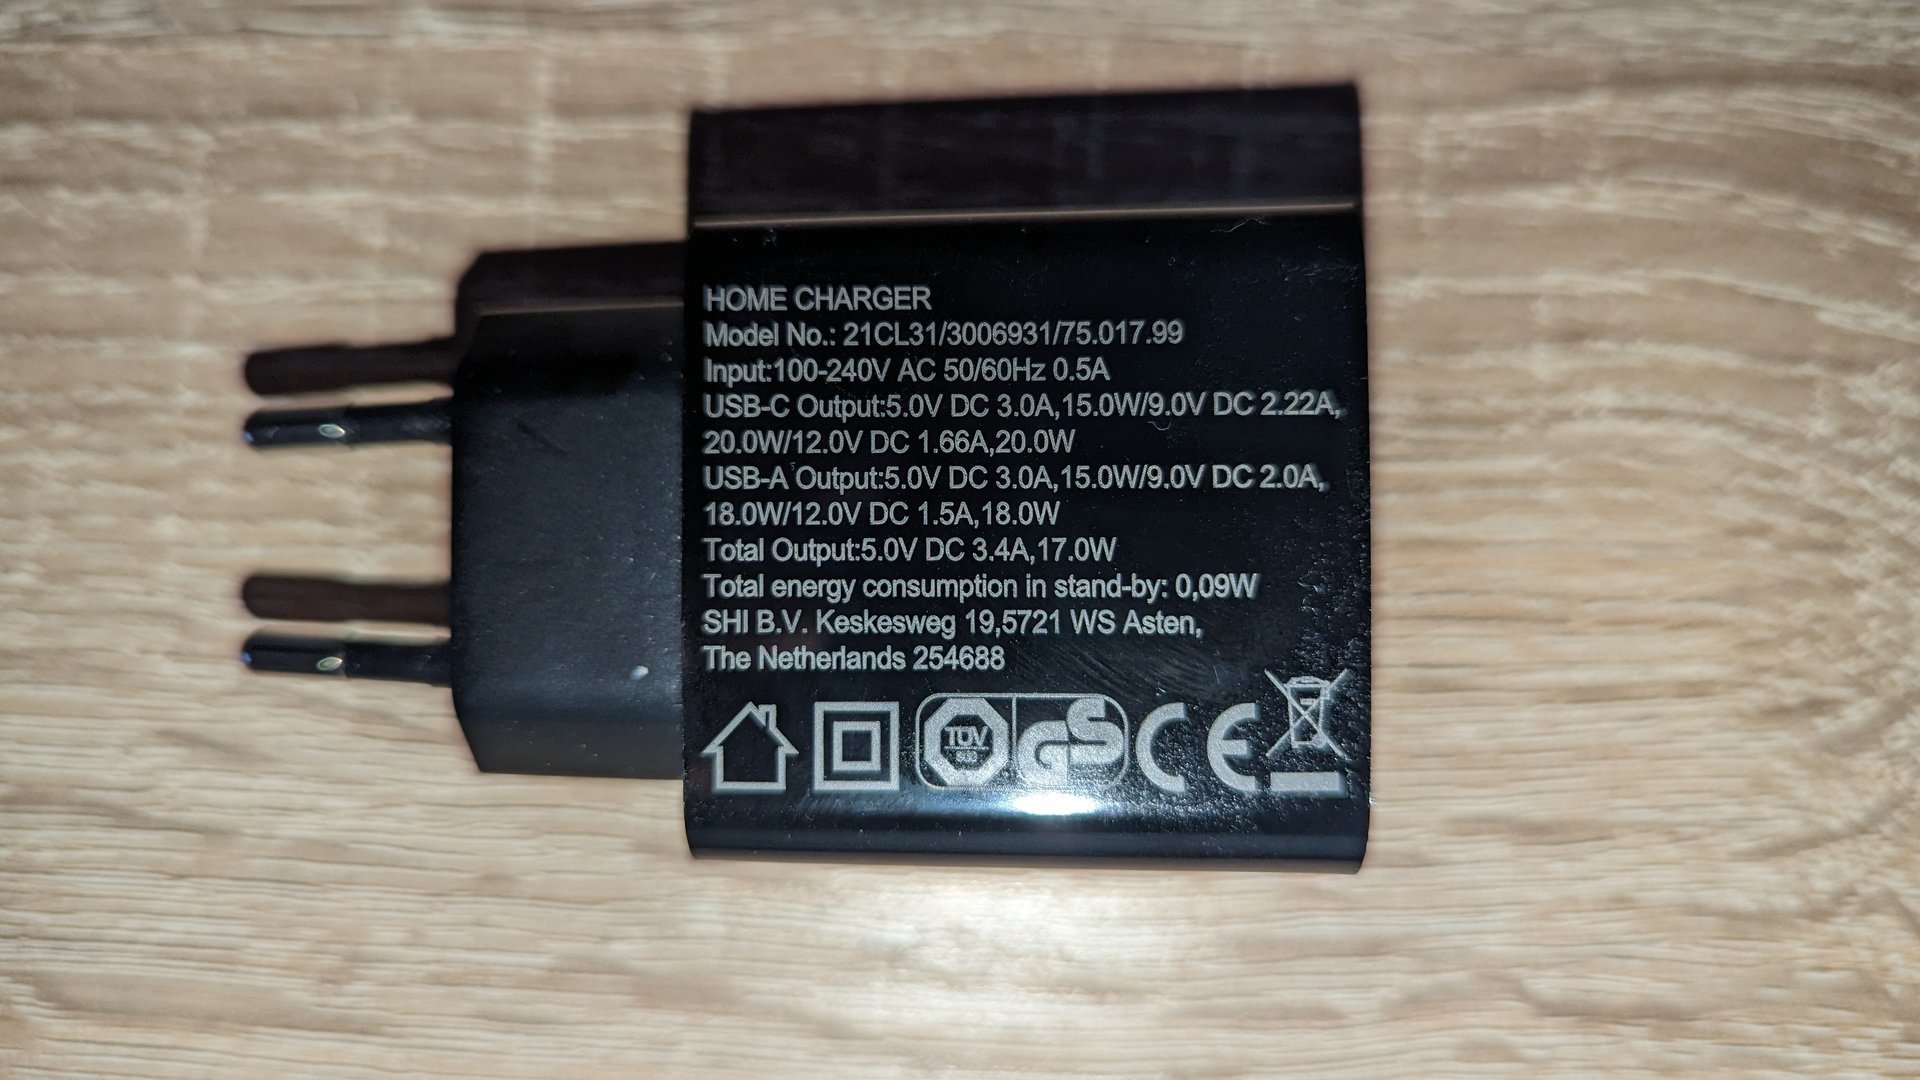 HOME CHARGER
Model No.: 21CL31/3006931/75.017.99
Input:100-240V AC 50/60Hz 0.5A
USB-C Output:5.0V DC 3.0A,15.0W/9.0V DC 2.22A,
20.0W/12.0V DC 1.66A,20.0W
USB-A Output:5.0V DC 3.0A,15.0W/9.0V DC 2.0A,
18.0W/12.0V DC 1.5A,18.0W
Total Output:5.0V DC 3.4A,17.0W
Total energy consumption in stand-by: 0,09W
SHI B.V. Keskesweg 19,5721 WS Asten,
The Netherlands 254688
TÜV GS CE